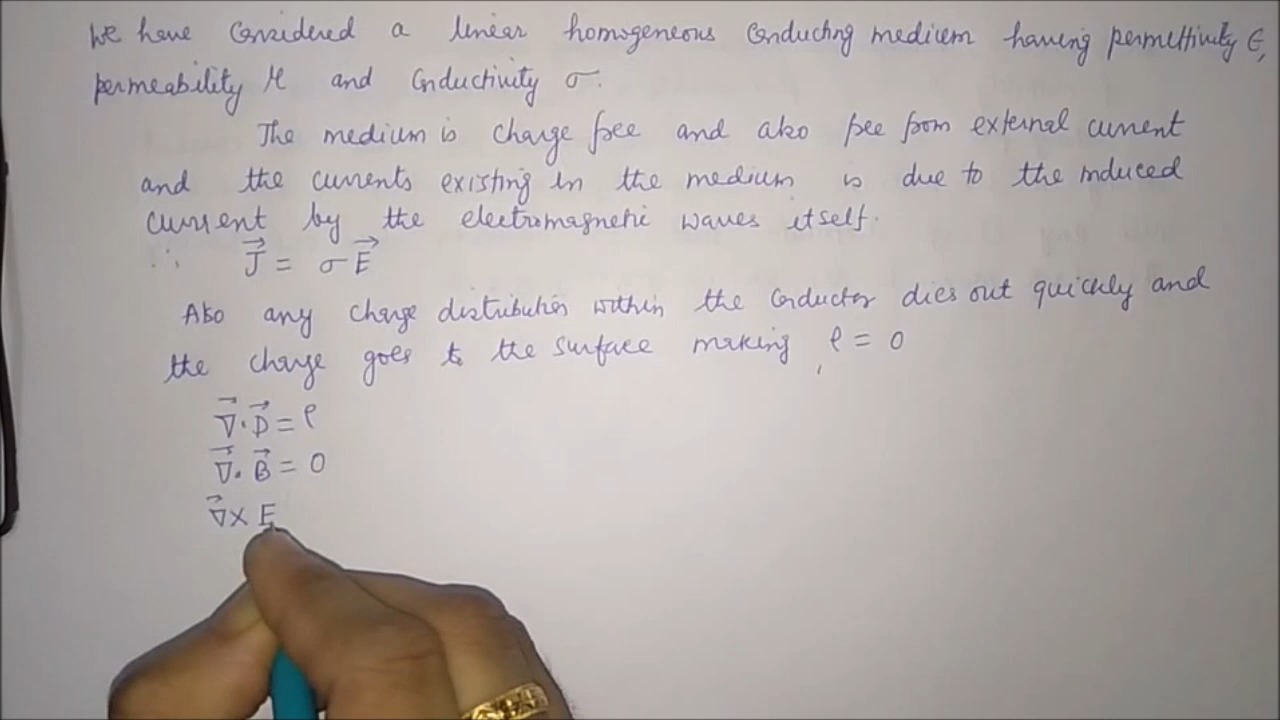 We have considered a linear homogeneous conducting medium having permittivity ϵ,
permeability μ and conductivity σ.
The medium is charge free and also free from external current
and the currents existing in the medium is due to the induced
current by the electromagnetic waves itself.
∴ J⃗ = σE⃗
Also any charge distribution within the conductor dies out quickly and
the charge goes to the surface making, ρ = 0
∇⃗·D⃗ = ρ
∇⃗·B⃗ = 0
∇⃗× E